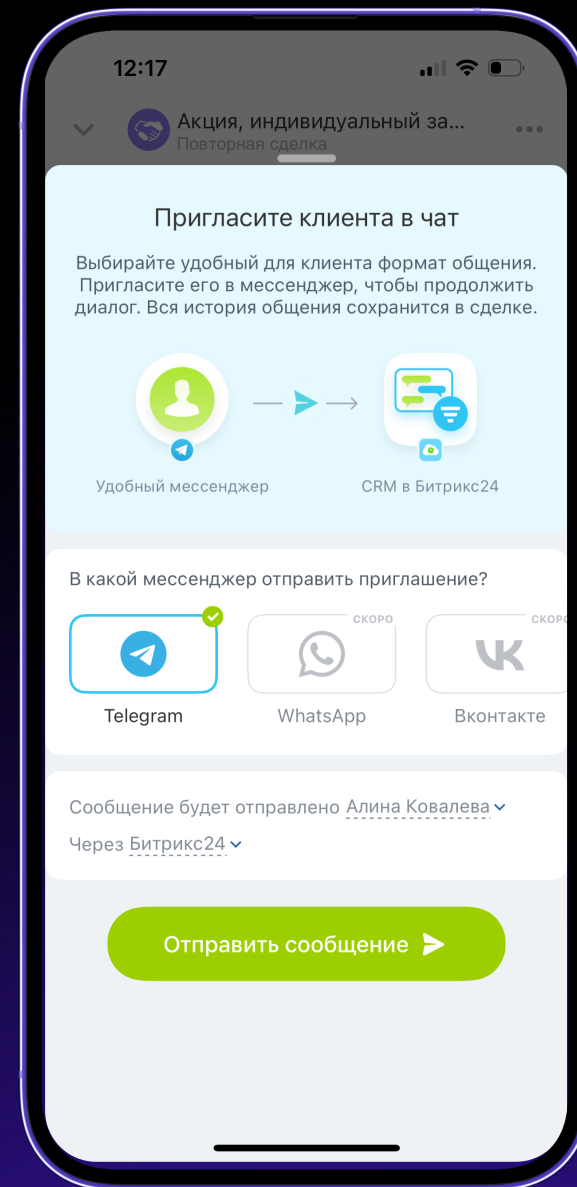 12:17
Акция, индивидуальный за...
Повторная сделка
Пригласите клиента в чат
Выбирайте удобный для клиента формат общения.
Пригласите его в мессенджер, чтобы продолжить
диалог. Вся история общения сохранится в сделке.
Удобный мессенджер
CRM в Битрикс24
В какой мессенджер отправить приглашение?
СКОРО
СКОРО
Telegram
WhatsApp
Вконтакте
Сообщение будет отправлено Алина Ковалева
Через Битрикс24
Отправить сообщение